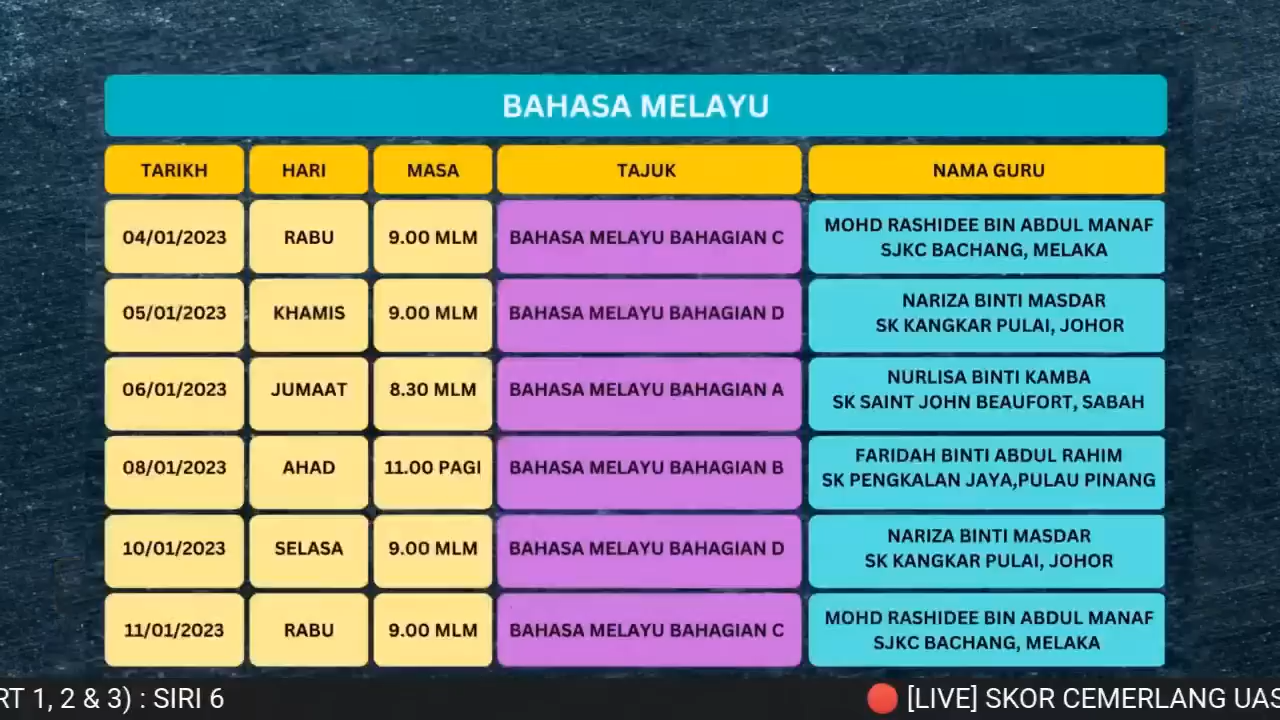 BAHASA MELAYU
TARIKH HARI MASA TAJUK NAMA GURU
04/01/2023 RABU 9.00 MLM BAHASA MELAYU BAHAGIAN C MOHD RASHIDEE BIN ABDUL MANAF
SJKC BACHANG, MELAKA
05/01/2023 KHAMIS 9.00 MLM BAHASA MELAYU BAHAGIAN D NARIZA BINTI MASDAR
SK KANGKAR PULAI, JOHOR
06/01/2023 JUMAAT 8.30 MLM BAHASA MELAYU BAHAGIAN A NURLISA BINTI KAMBA
SK SAINT JOHN BEAUFORT, SABAH
08/01/2023 AHAD 11.00 PAGI BAHASA MELAYU BAHAGIAN B FARIDAH BINTI ABDUL RAHIM
SK PENGKALAN JAYA,PULAU PINANG
10/01/2023 SELASA 9.00 MLM BAHASA MELAYU BAHAGIAN D NARIZA BINTI MASDAR
SK KANGKAR PULAI, JOHOR
11/01/2023 RABU 9.00 MLM BAHASA MELAYU BAHAGIAN C MOHD RASHIDEE BIN ABDUL MANAF
SJKC BACHANG, MELAKA
RT 1, 2 & 3) : SIRI 6 🔴 [LIVE] SKOR CEMERLANG UAS